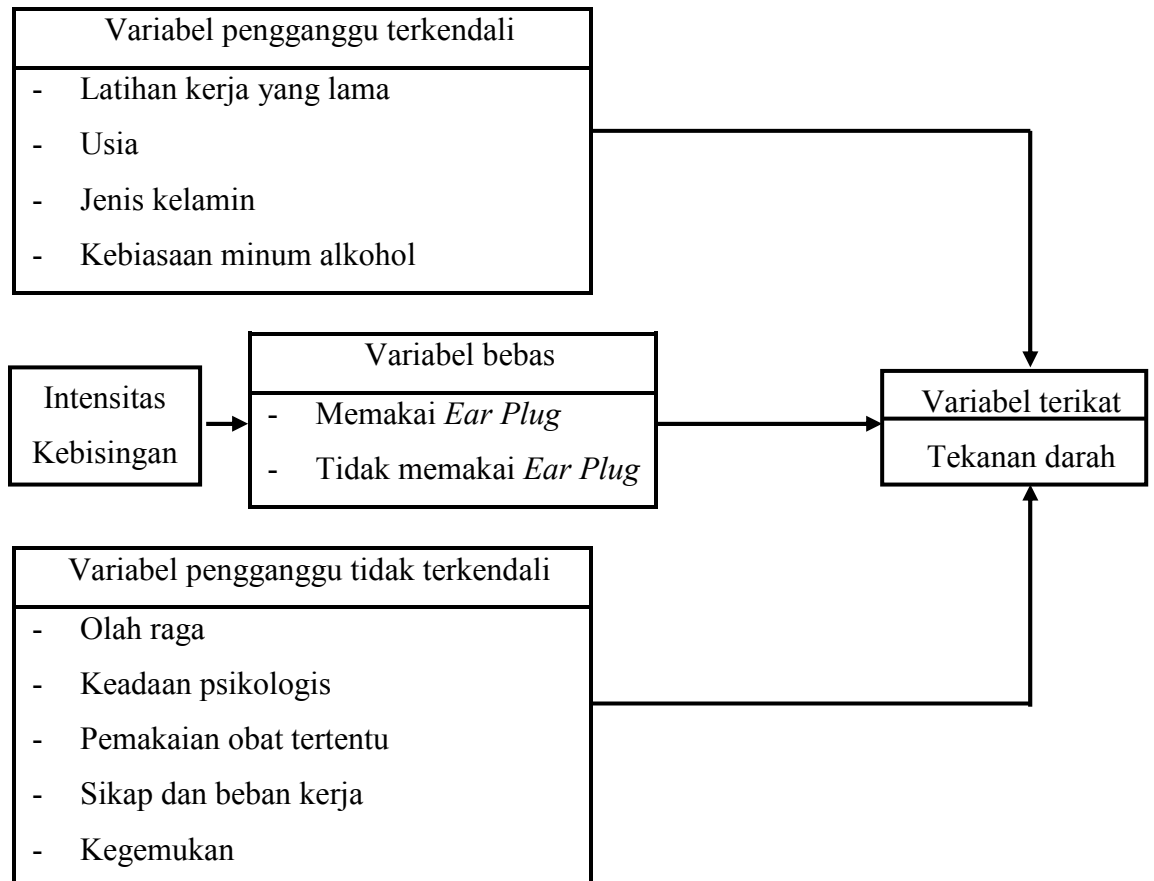 Variabel pengganggu terkendali
- Latihan kerja yang lama
- Usia
- Jenis kelamin
- Kebiasaan minum alkohol
Intensitas
Kebisingan
Variabel bebas
- Memakai Ear Plug
- Tidak memakai Ear Plug
Variabel terikat
Tekanan darah
Variabel pengganggu tidak terkendali
- Olah raga
- Keadaan psikologis
- Pemakaian obat tertentu
- Sikap dan beban kerja
- Kegemukan